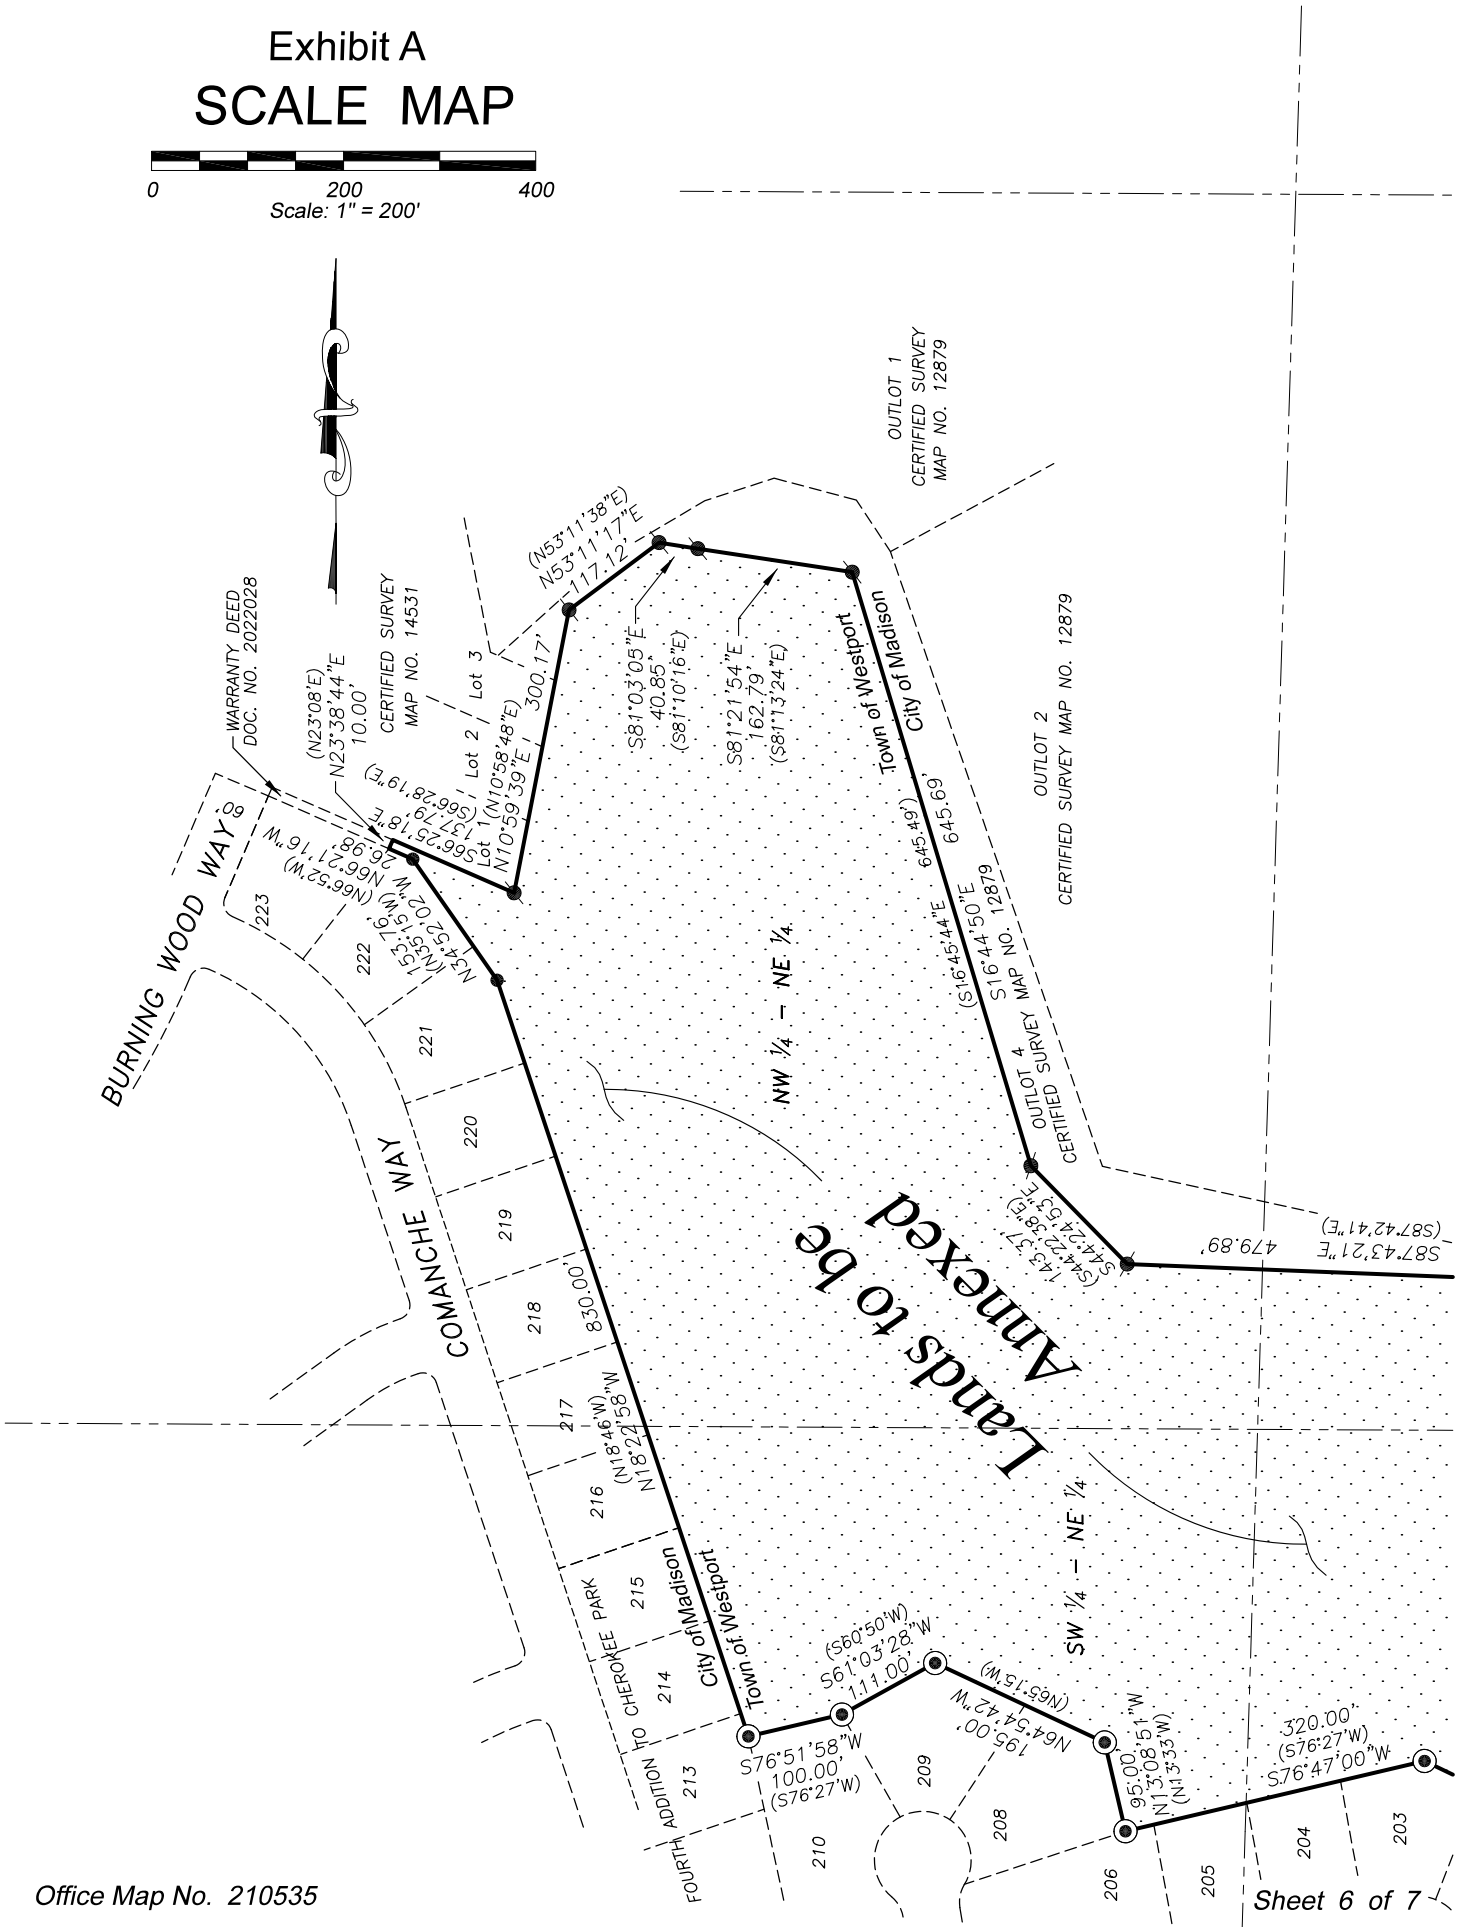 Exhibit A
SCALE MAP
0 200 400
Scale: 1" = 200'
OUTLOT 1
CERTIFIED SURVEY
MAP NO. 12879
WARRANTY DEED
DOC. NO. 2022028
(N23°08'E)
N23°38'44"E
10.00'
CERTIFIED SURVEY
MAP NO. 14531
Lot 3
Lot 2
Lot 1
(N53°11'38"E)
N53°11'17"E
117.12'
300.17'
(N10°58'48"E)
N10°59'39"E
S81°03'05"E
40.85'
(S81°10'16"E)
S81°21'54"E
162.79'
(S81°13'24"E)
Town of Westport
City of Madison
OUTLOT 2
CERTIFIED SURVEY MAP NO. 12879
(S66°28'19"E)
137.79'
S66°25'18"E
60'
26.98'
N66°21'16"W
(N66°52'W)
153.76'
(N35°15'W)
N34°52'02"W
BURNING WOOD WAY
223
222
221
220
219
218
217
216
215
214
213
COMANCHE WAY
(645.49')
645.69'
(S16°45'44"E
S16°44'50"E
OUTLOT 4
CERTIFIED SURVEY MAP NO. 12879
NW ¼ - NE ¼
S44°24'53"E
(S44°22'38"E)
143.37'
479.89'
S87°43'21"E
(S87°42'41"E)
Lands to be
Annexed
830.00'
(N18°46'W)
N18°22'58"W
SW ¼ - NE ¼
City of Madison
Town of Westport
FOURTH ADDITION TO CHEROKEE PARK
(S60°50'W)
S61°03'28"W
111.00'
S76°51'58"W
100.00'
(S76°27'W)
(N65°15'W)
N64°54'42"W
195.00'
95.00'
N13°08'51"W
(N13°33'W)
320.00'
(S76°27'W)
S76°47'00"W
210
209
208
206
205
204
203
Office Map No. 210535
Sheet 6 of 7